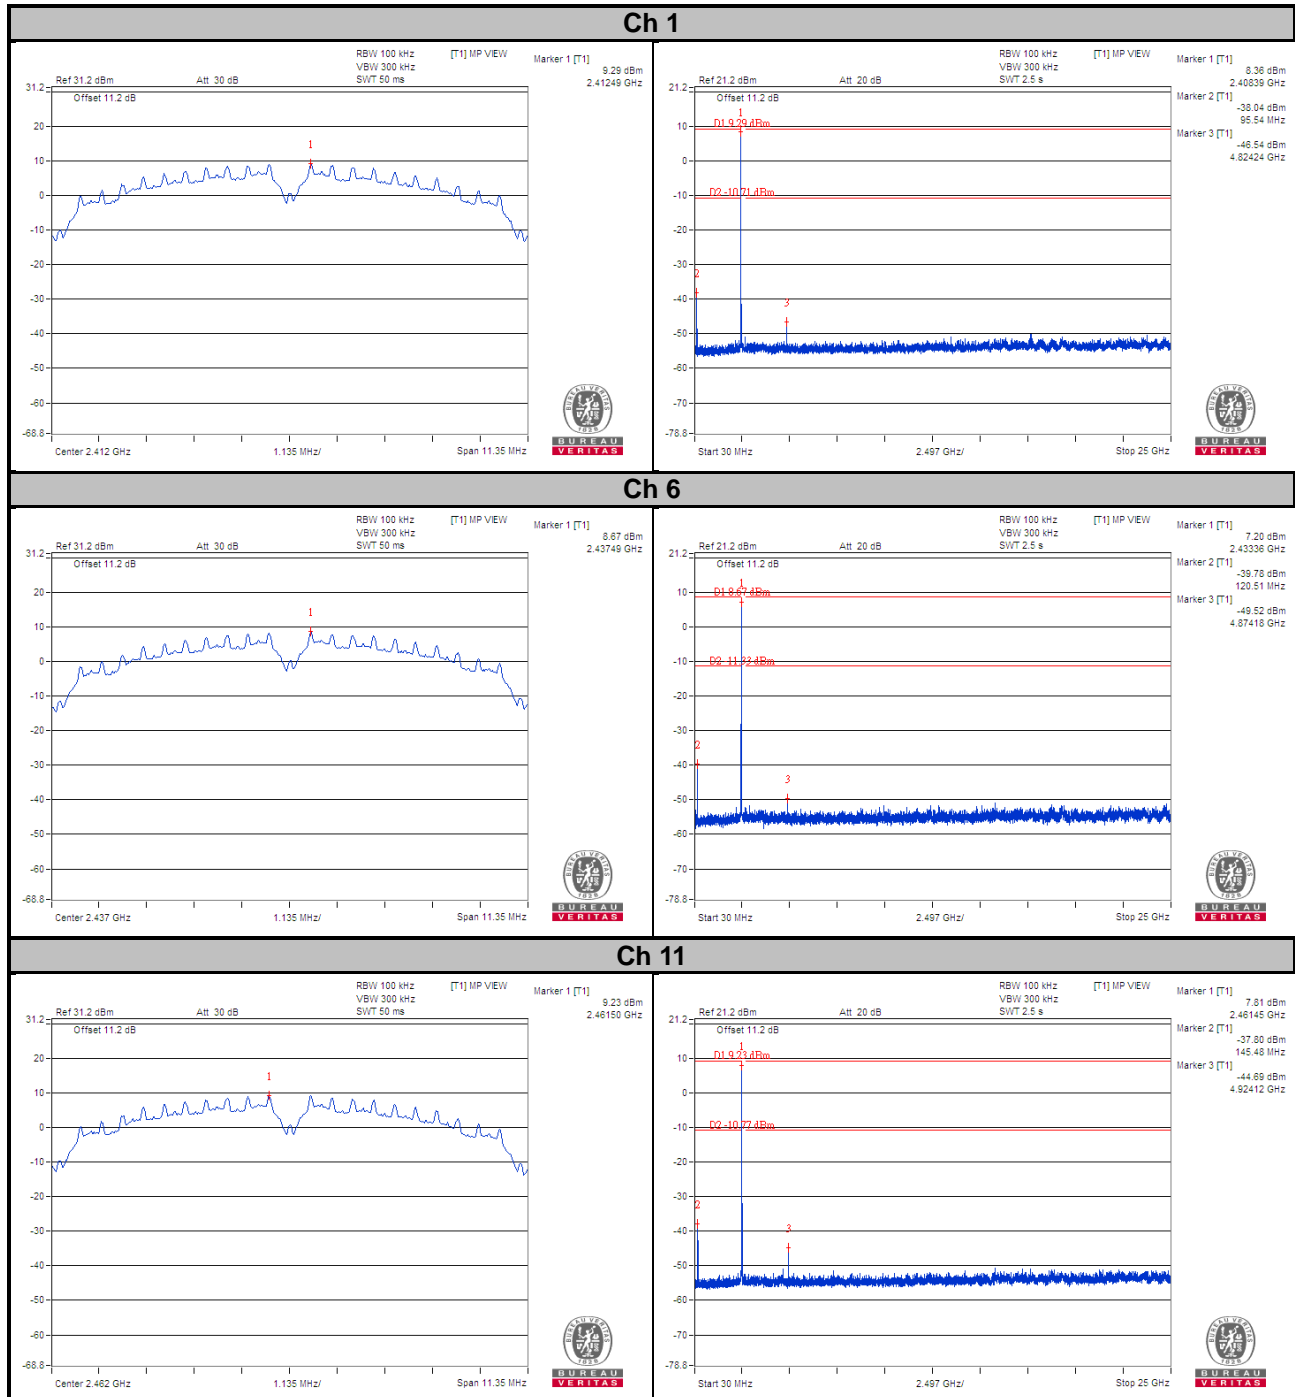 Ch 1
RBW 100 kHz
[T1] MP VIEW
VBW 300 kHz
Ref 31.2 dBm
Att 30 dB
SWT 50 ms
Marker 1 [T1]
9.29 dBm
2.41249 GHz
31.2
Offset 11.2 dB
20
10
0
-10
-20
-30
-40
-50
-60
-68.8
1
Center 2.412 GHz
1.135 MHz/
Span 11.35 MHz
BUREAU
VERITAS
RBW 100 kHz
[T1] MP VIEW
VBW 300 kHz
Ref 21.2 dBm
Att 20 dB
SWT 2.5 s
Marker 1 [T1]
8.36 dBm
2.40839 GHz
Marker 2 [T1]
-38.04 dBm
95.54 MHz
Marker 3 [T1]
-46.54 dBm
4.82424 GHz
21.2
Offset 11.2 dB
1
D1 9.29 dBm
10
0
-10
D2 -10.71 dBm
-20
-30
2
-40
3
-50
-60
-70
-78.8
Start 30 MHz
2.497 GHz/
Stop 25 GHz
BUREAU
VERITAS
Ch 6
RBW 100 kHz
[T1] MP VIEW
VBW 300 kHz
Ref 31.2 dBm
Att 30 dB
SWT 50 ms
Marker 1 [T1]
8.67 dBm
2.43749 GHz
31.2
Offset 11.2 dB
20
10
0
-10
-20
-30
-40
-50
-60
-68.8
1
Center 2.437 GHz
1.135 MHz/
Span 11.35 MHz
BUREAU
VERITAS
RBW 100 kHz
[T1] MP VIEW
VBW 300 kHz
Ref 21.2 dBm
Att 20 dB
SWT 2.5 s
Marker 1 [T1]
7.20 dBm
2.43336 GHz
Marker 2 [T1]
-39.78 dBm
120.51 MHz
Marker 3 [T1]
-49.52 dBm
4.87418 GHz
21.2
Offset 11.2 dB
1
D1 8.67 dBm
10
0
-10
D2 -11.33 dBm
-20
-30
2
-40
3
-50
-60
-70
-78.8
Start 30 MHz
2.497 GHz/
Stop 25 GHz
BUREAU
VERITAS
Ch 11
RBW 100 kHz
[T1] MP VIEW
VBW 300 kHz
Ref 31.2 dBm
Att 30 dB
SWT 50 ms
Marker 1 [T1]
9.23 dBm
2.46150 GHz
31.2
Offset 11.2 dB
20
10
0
-10
-20
-30
-40
-50
-60
-68.8
1
Center 2.462 GHz
1.135 MHz/
Span 11.35 MHz
BUREAU
VERITAS
RBW 100 kHz
[T1] MP VIEW
VBW 300 kHz
Ref 21.2 dBm
Att 20 dB
SWT 2.5 s
Marker 1 [T1]
7.81 dBm
2.46145 GHz
Marker 2 [T1]
-37.80 dBm
145.48 MHz
Marker 3 [T1]
-44.69 dBm
4.92412 GHz
21.2
Offset 11.2 dB
1
D1 9.23 dBm
10
0
-10
D2 -10.77 dBm
-20
-30
2
-40
3
-50
-60
-70
-78.8
Start 30 MHz
2.497 GHz/
Stop 25 GHz
BUREAU
VERITAS